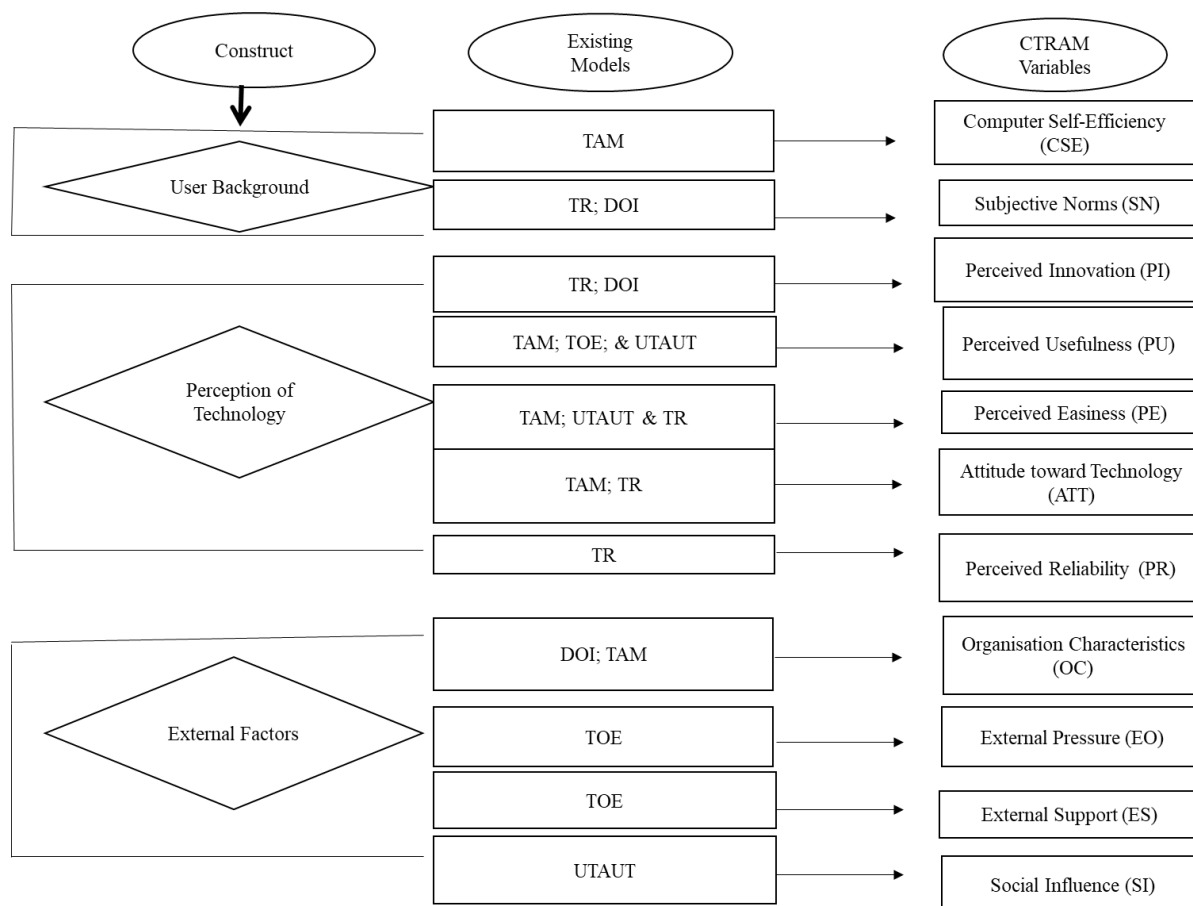 Construct
Existing
Models
CTRAM
Variables
User Background
TAM
Computer Self-Efficiency
(CSE)
TR; DOI
Subjective Norms (SN)
Perception of
Technology
TR; DOI
Perceived Innovation (PI)
TAM; TOE; & UTAUT
Perceived Usefulness (PU)
TAM; UTAUT & TR
Perceived Easiness (PE)
TAM; TR
Attitude toward Technology
(ATT)
TR
Perceived Reliability (PR)
External Factors
DOI; TAM
Organisation Characteristics
(OC)
TOE
External Pressure (EO)
TOE
External Support (ES)
UTAUT
Social Influence (SI)